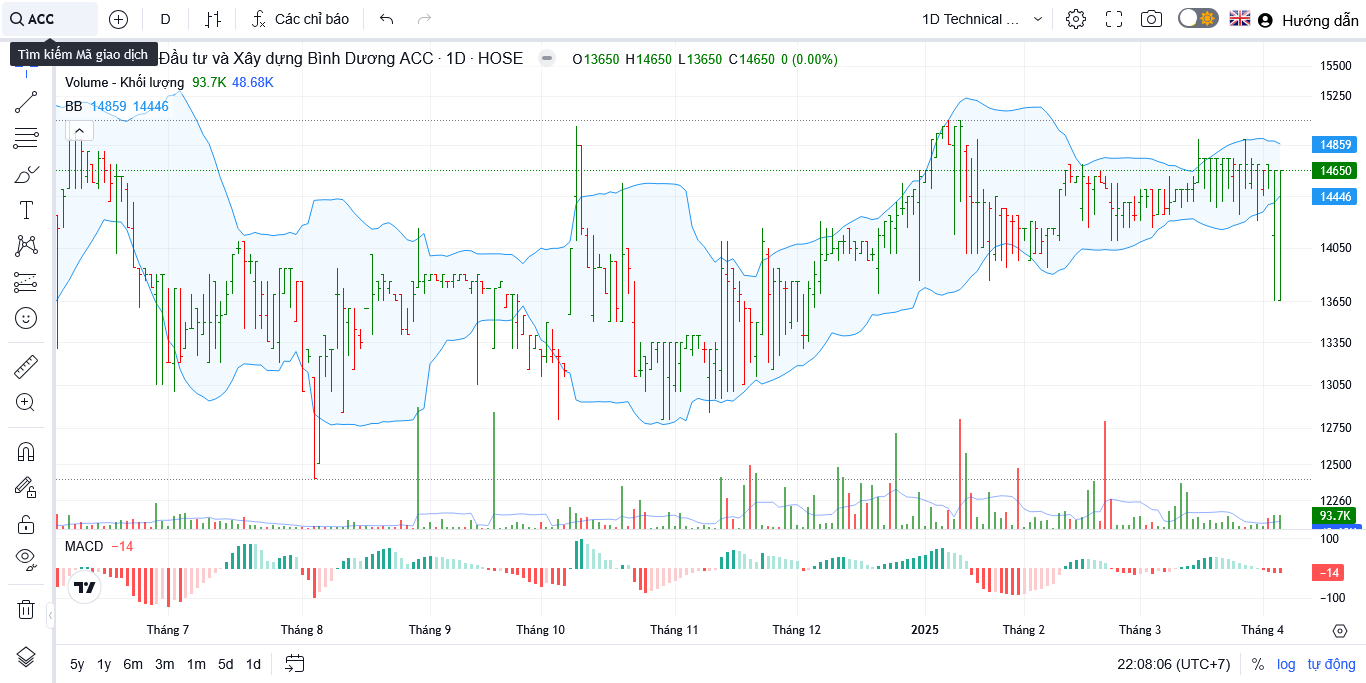 ACC
D
Các chỉ báo
1D Technical ...
Hướng dẫn
Tìm kiếm Mã giao dịch
Đầu tư và Xây dựng Bình Dương ACC · 1D · HOSE
O13650 H14650 L13650 C14650 0 (0.00%)
Volume - Khối lượng 93.7K 48.68K
BB 14859 14446
15500
15250
14859
14650
14446
14050
13650
13350
13050
12750
12500
12260
93.7K
MACD −14
100
−14
−100
Tháng 7
Tháng 8
Tháng 9
Tháng 10
Tháng 11
Tháng 12
2025
Tháng 2
Tháng 3
Tháng 4
5y 1y 6m 3m 1m 5d 1d
22:08:06 (UTC+7)
%
log
tự động